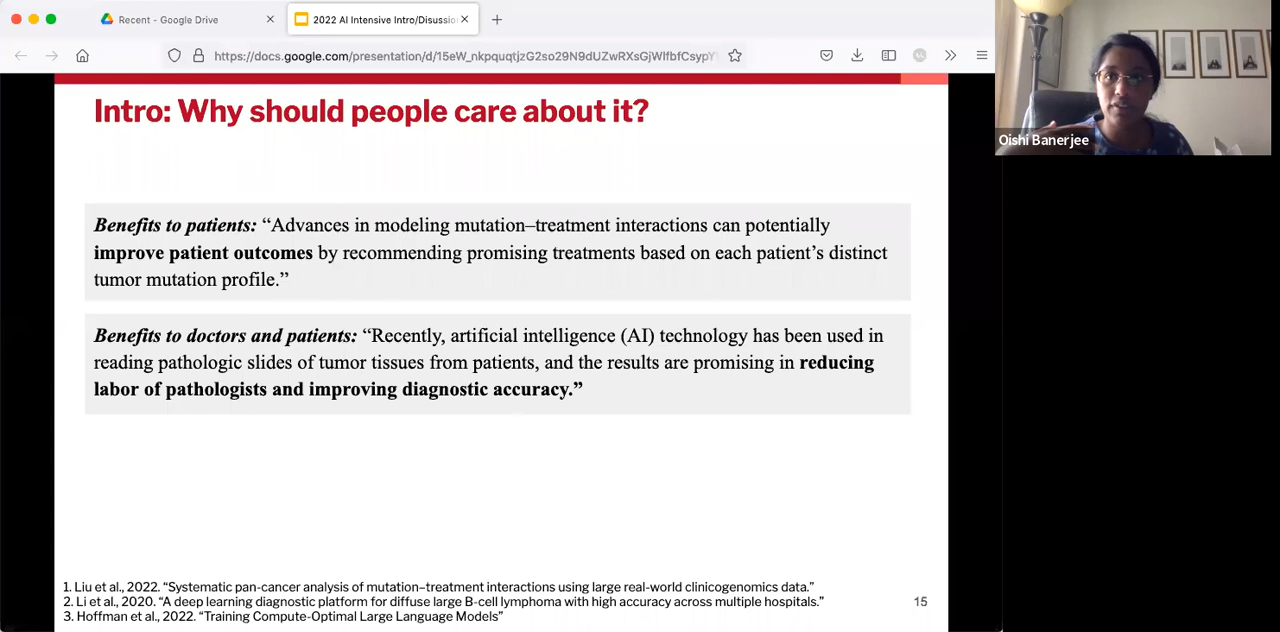 Recent - Google Drive
2022 AI Intensive Intro/Disussio
https://docs.google.com/presentation/d/15eW_nkpquqtjzG2so29N9dUZwRXsGjWlfbfCsypY
Intro: Why should people care about it?
Oishi Banerjee
Benefits to patients: “Advances in modeling mutation–treatment interactions can potentially
improve patient outcomes by recommending promising treatments based on each patient’s distinct
tumor mutation profile.”
Benefits to doctors and patients: “Recently, artificial intelligence (AI) technology has been used in
reading pathologic slides of tumor tissues from patients, and the results are promising in reducing
labor of pathologists and improving diagnostic accuracy.”
1. Liu et al., 2022. “Systematic pan-cancer analysis of mutation–treatment interactions using large real-world clinicogenomics data.”
2. Li et al., 2020. “A deep learning diagnostic platform for diffuse large B-cell lymphoma with high accuracy across multiple hospitals.”
3. Hoffman et al., 2022. “Training Compute-Optimal Large Language Models”
15